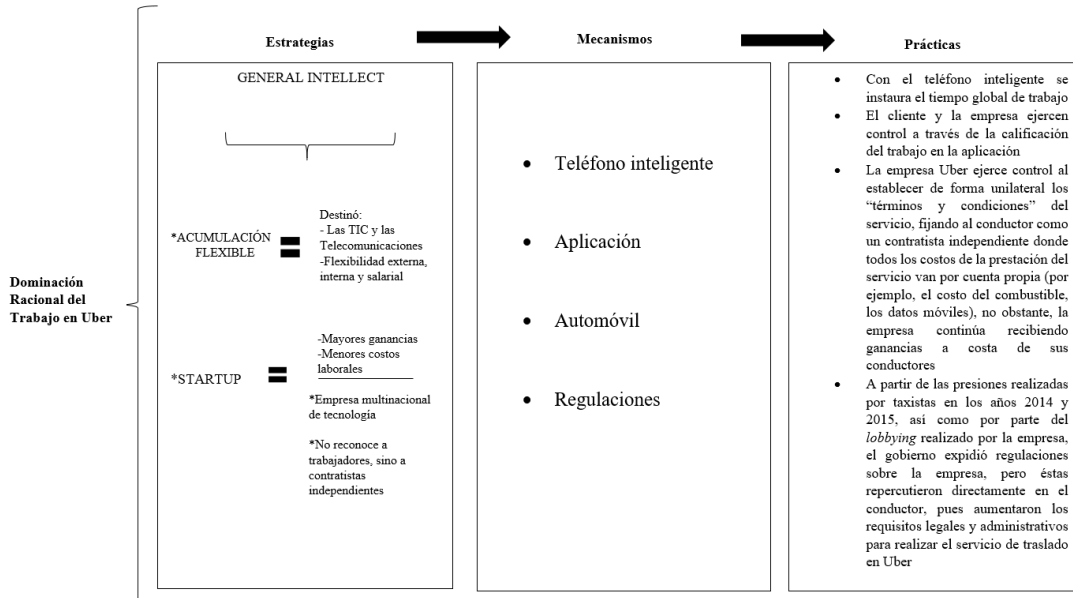 Estrategias
Mecanismos
Prácticas
Dominación
Racional del
Trabajo en Uber
GENERAL INTELLECT
*ACUMULACIÓN
FLEXIBLE
=
Destinó:
- Las TIC y las
Telecomunicaciones
-Flexibilidad externa,
interna y salarial
*STARTUP
=
-Mayores ganancias
-Menores costos
laborales
*Empresa multinacional
de tecnología
*No reconoce a
trabajadores, sino a
contratistas
independientes
• Teléfono inteligente
• Aplicación
• Automóvil
• Regulaciones
• Con el teléfono inteligente se
instaura el tiempo global de trabajo
• El cliente y la empresa ejercen
control a través de la calificación
del trabajo en la aplicación
• La empresa Uber ejerce control al
establecer de forma unilateral los
“términos y condiciones” del
servicio, fijando al conductor como
un contratista independiente donde
todos los costos de la prestación del
servicio van por cuenta propia (por
ejemplo, el costo del combustible,
los datos móviles), no obstante, la
empresa continúa recibiendo
ganancias a costa de sus
conductores
• A partir de las presiones realizadas
por taxistas en los años 2014 y
2015, así como por parte del
lobbying realizado por la empresa,
el gobierno expidió regulaciones
sobre la empresa, pero éstas
repercutieron directamente en el
conductor, pues aumentaron los
requisitos legales y administrativos
para realizar el servicio de traslado
en Uber